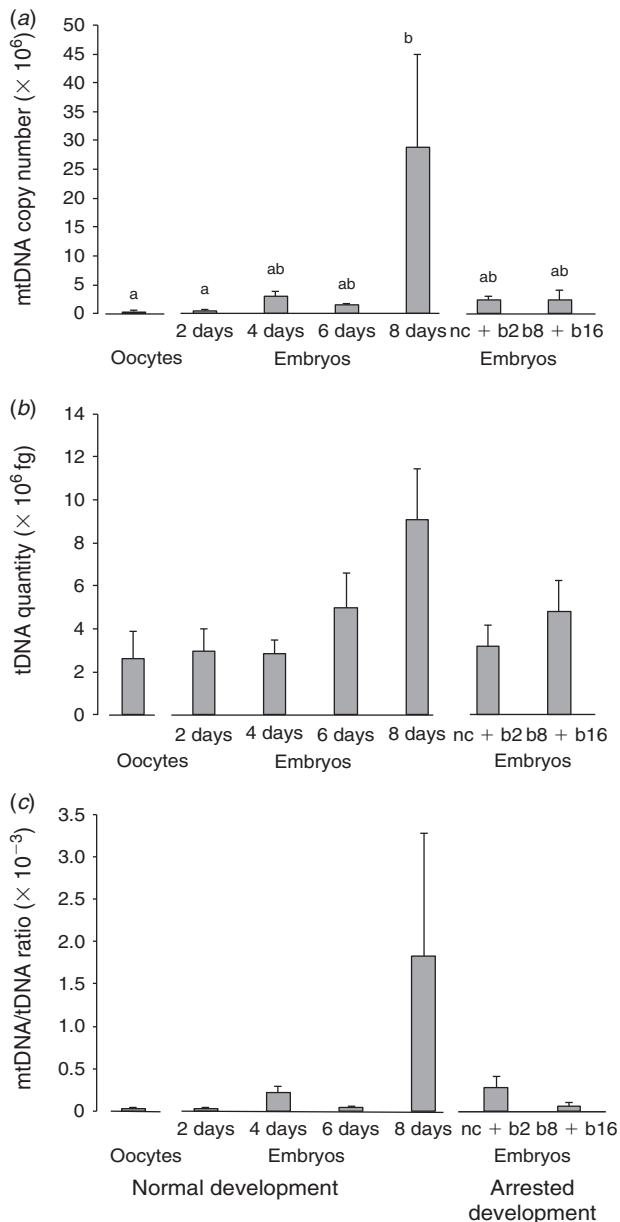 (a)
mtDNA copy number (× 10⁶)
50
45
40
35
30
25
20
15
10
5
0
a
a
ab
ab
b
ab
ab
2 days 4 days 6 days 8 days nc + b2 b8 + b16
Oocytes Embryos Embryos
(b)
tDNA quantity (× 10⁶ fg)
14
12
10
8
6
4
2
0
2 days 4 days 6 days 8 days nc + b2 b8 + b16
Oocytes Embryos Embryos
(c)
mtDNA/tDNA ratio (× 10⁻³)
3.5
3.0
2.5
2.0
1.5
1.0
0.5
0
2 days 4 days 6 days 8 days nc + b2 b8 + b16
Oocytes Embryos Embryos
Normal development Arrested
development